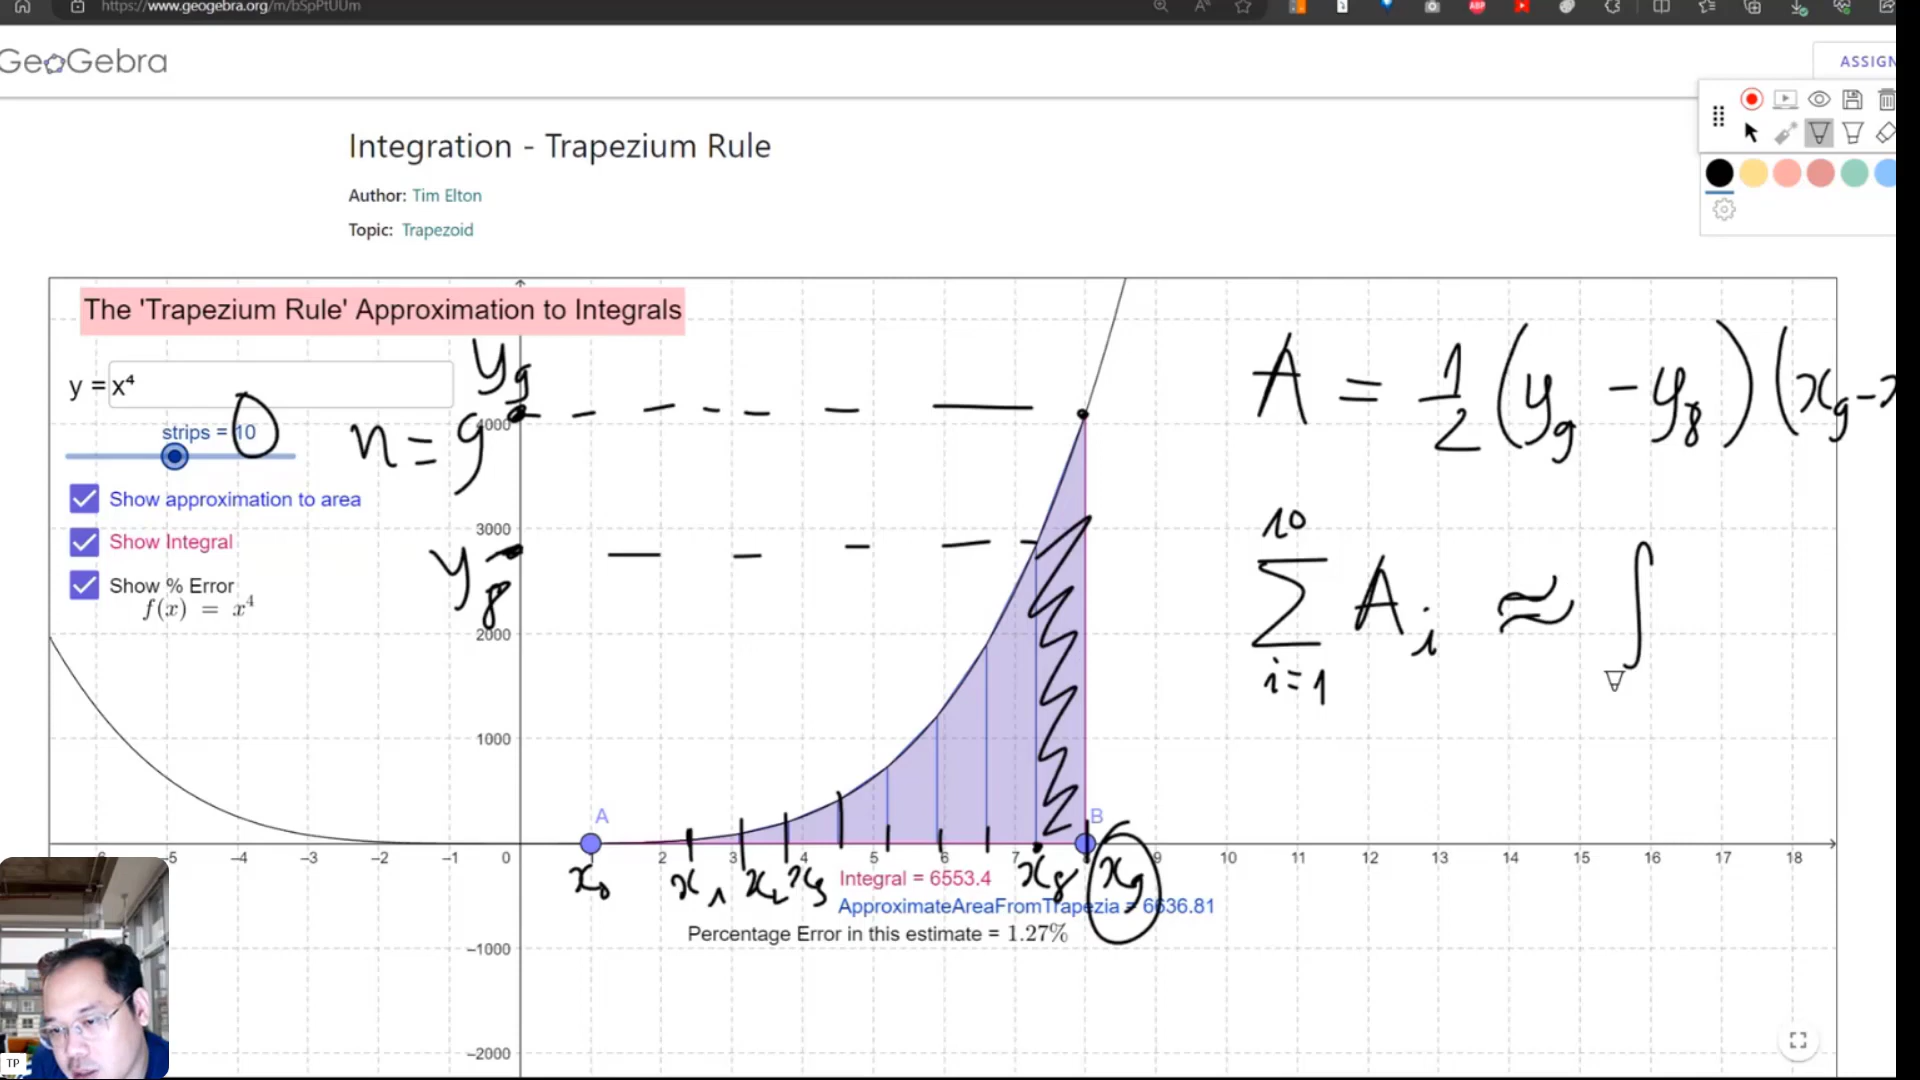 https://www.geogebra.org/m/bSpPtUUm
GeoGebra
ASSIGN
Integration - Trapezium Rule
Author: Tim Elton
Topic: Trapezoid
The 'Trapezium Rule' Approximation to Integrals
y = x⁴
strips = 10
n = 9
Show approximation to area
Show Integral
Show % Error
f(x) = x⁴
y₉
y₈
A = 1/2 (y₉ - y₈)(x₉ - x
10
∑ Aᵢ ≈ ∫
i=1
4000
3000
2000
1000
A
B
-5 -4 -3 -2 -1 0 2 3 4 5 6 7 8 9 10 11 12 13 14 15 16 17 18
x₀ x₁ x₂ x₃ x₈ x₉
Integral = 6553.4
ApproximateAreaFromTrapezia = 6636.81
Percentage Error in this estimate = 1.27%
-1000
-2000
TP